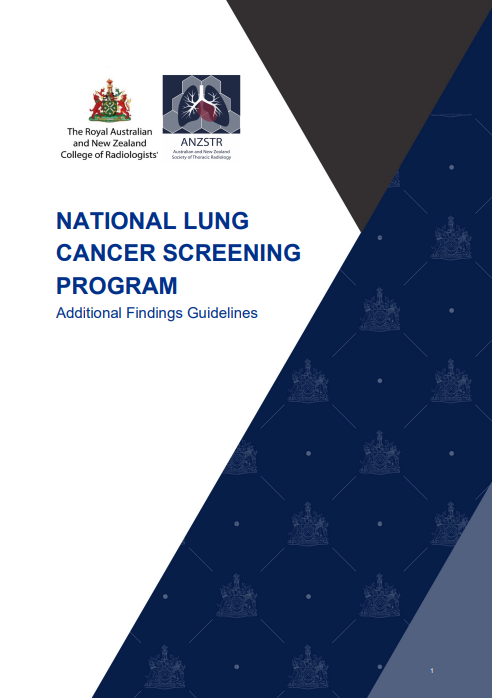 The Royal Australian
and New Zealand
College of Radiologists'
ANZSTR
Australian and New Zealand
Society of Thoracic Radiology
NATIONAL LUNG
CANCER SCREENING
PROGRAM
Additional Findings Guidelines
1